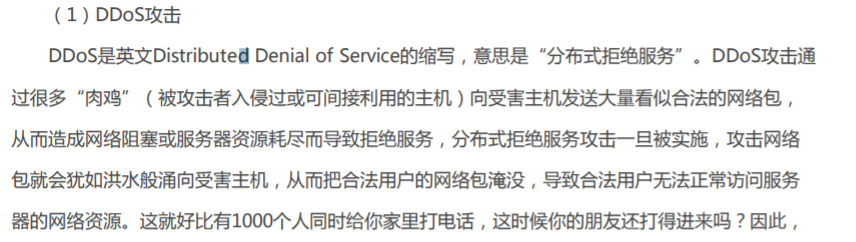 （1）DDoS攻击
DDoS是英文Distributed Denial of Service的缩写，意思是“分布式拒绝服务”。DDoS攻击通
过很多“肉鸡”（被攻击者入侵过或可间接利用的主机）向受害主机发送大量看似合法的网络包，
从而造成网络阻塞或服务器资源耗尽而导致拒绝服务，分布式拒绝服务攻击一旦被实施，攻击网络
包就会犹如洪水般涌向受害主机，从而把合法用户的网络包淹没，导致合法用户无法正常访问服务
器的网络资源。这就好比有1000个人同时给你家里打电话，这时候你的朋友还打得进来吗？因此，